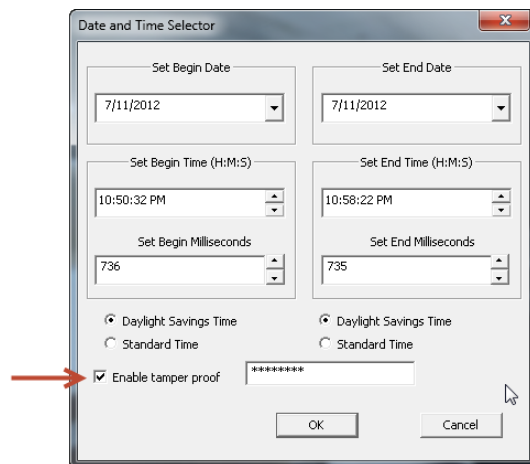 Date and Time Selector
Set Begin Date
Set End Date
7/11/2012
7/11/2012
Set Begin Time (H:M:S)
Set End Time (H:M:S)
10:50:32 PM
10:58:22 PM
Set Begin Milliseconds
Set End Milliseconds
736
735
Daylight Savings Time
Daylight Savings Time
Standard Time
Standard Time
Enable tamper proof
********
OK
Cancel